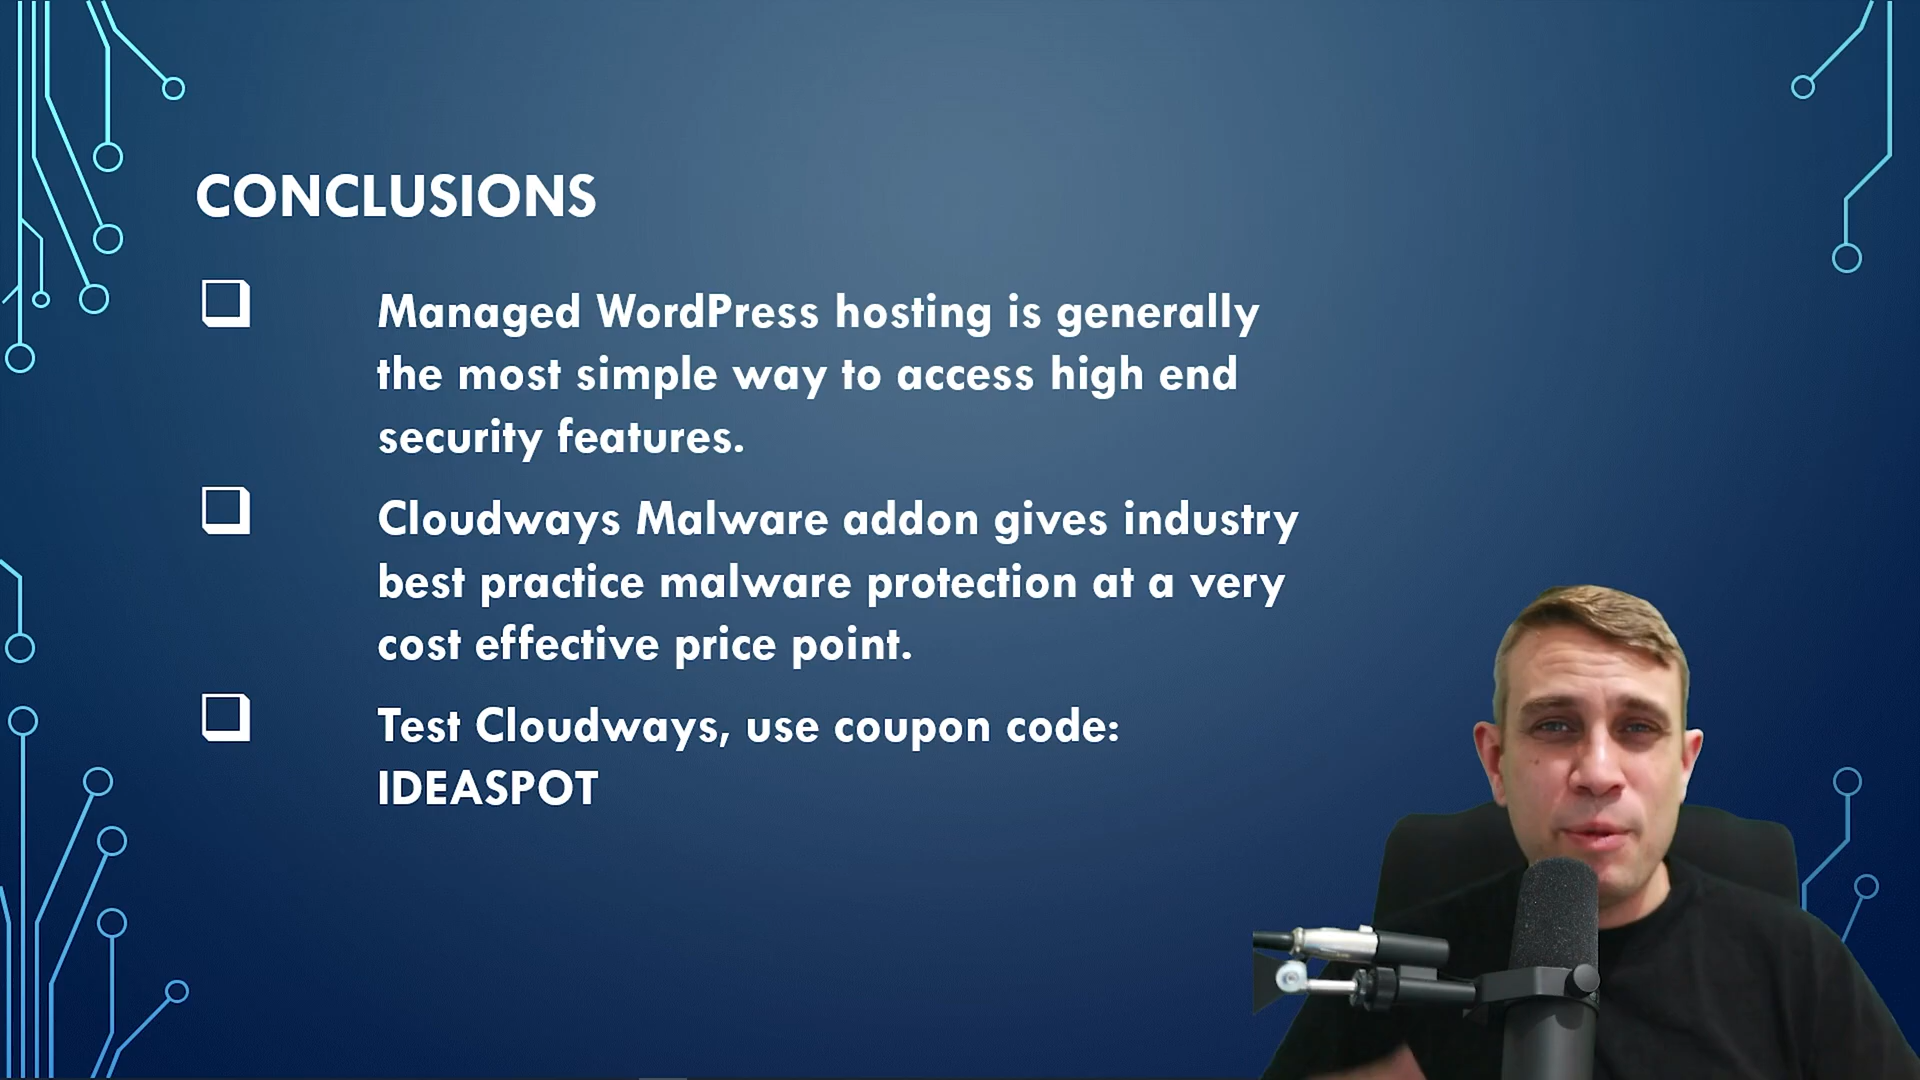 CONCLUSIONS
Managed WordPress hosting is generally
the most simple way to access high end
security features.
Cloudways Malware addon gives industry
best practice malware protection at a very
cost effective price point.
Test Cloudways, use coupon code:
IDEASPOT